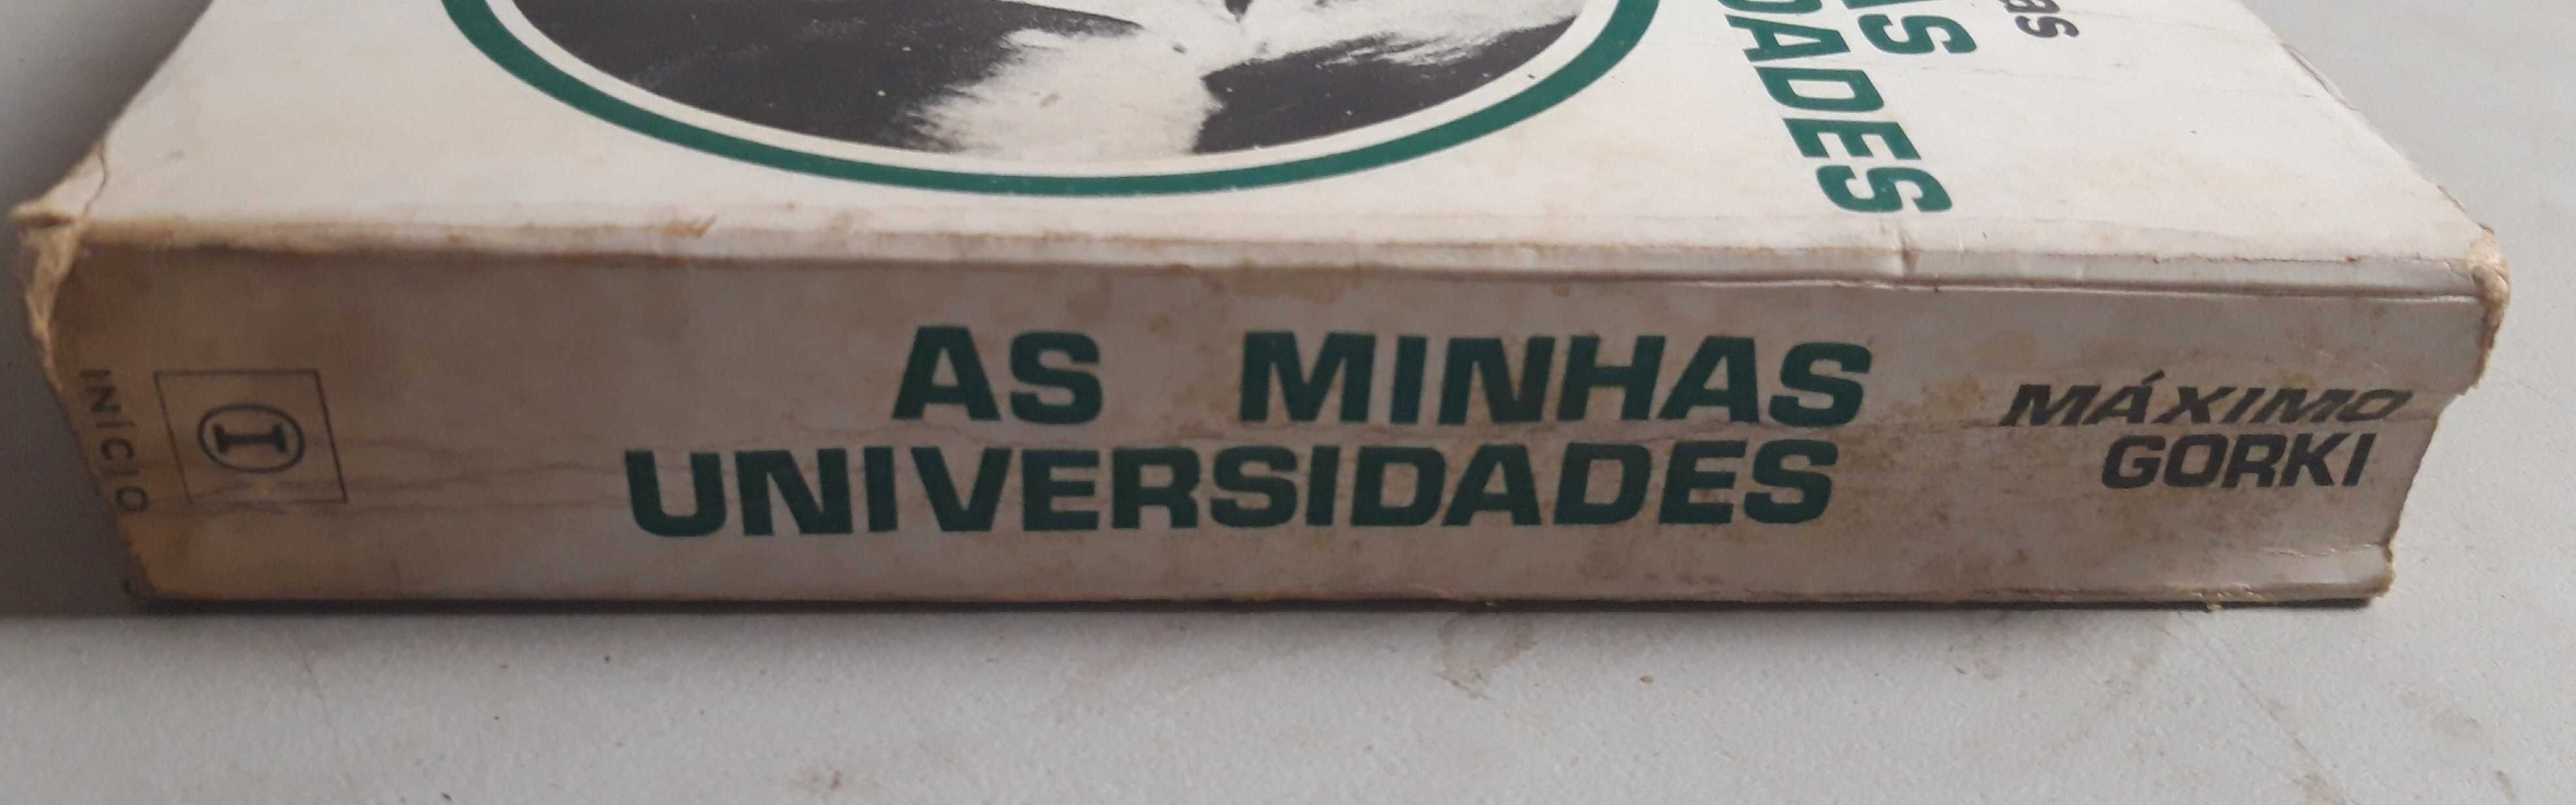 AS MINHAS
UNIVERSIDADES
MÁXIMO
GORKI
INÍCIO
I